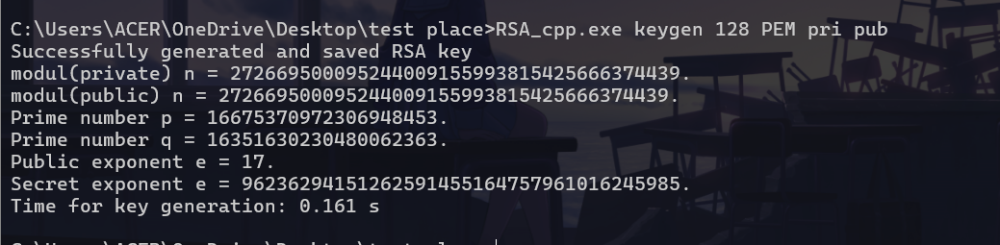 C:\Users\ACER\OneDrive\Desktop\test place>RSA_cpp.exe keygen 128 PEM pri pub
Successfully generated and saved RSA key
modul(private) n = 272669500095244009155993815425666374439.
modul(public) n = 272669500095244009155993815425666374439.
Prime number p = 16675370972306948453.
Prime number q = 16351630230480062363.
Public exponent e = 17.
Secret exponent e = 96236294151262591455164757961016245985.
Time for key generation: 0.161 s